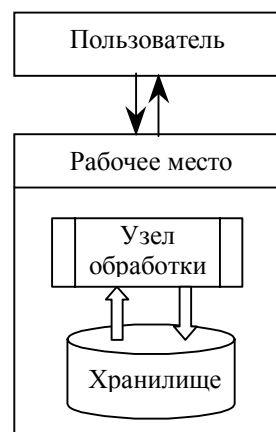 Пользователь
Рабочее место
Узел
обработки
Хранилище